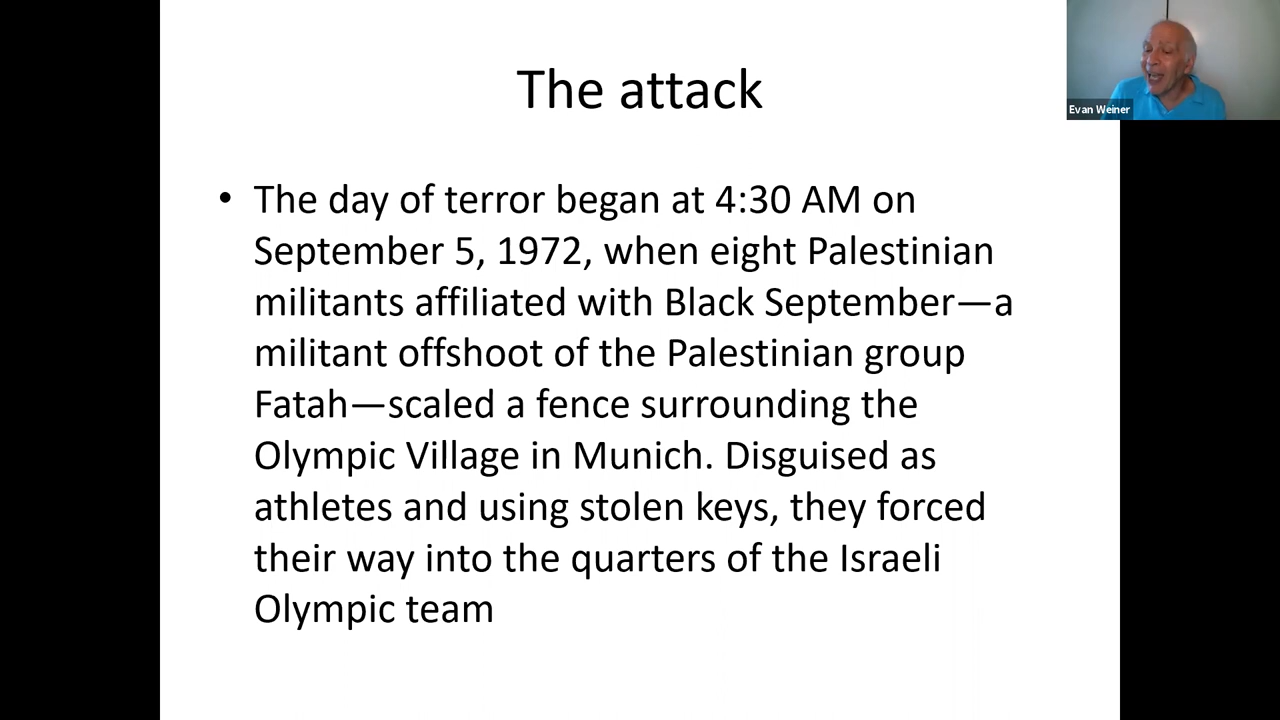 The attack
Evan Weiner
• The day of terror began at 4:30 AM on
September 5, 1972, when eight Palestinian
militants affiliated with Black September—a
militant offshoot of the Palestinian group
Fatah—scaled a fence surrounding the
Olympic Village in Munich. Disguised as
athletes and using stolen keys, they forced
their way into the quarters of the Israeli
Olympic team